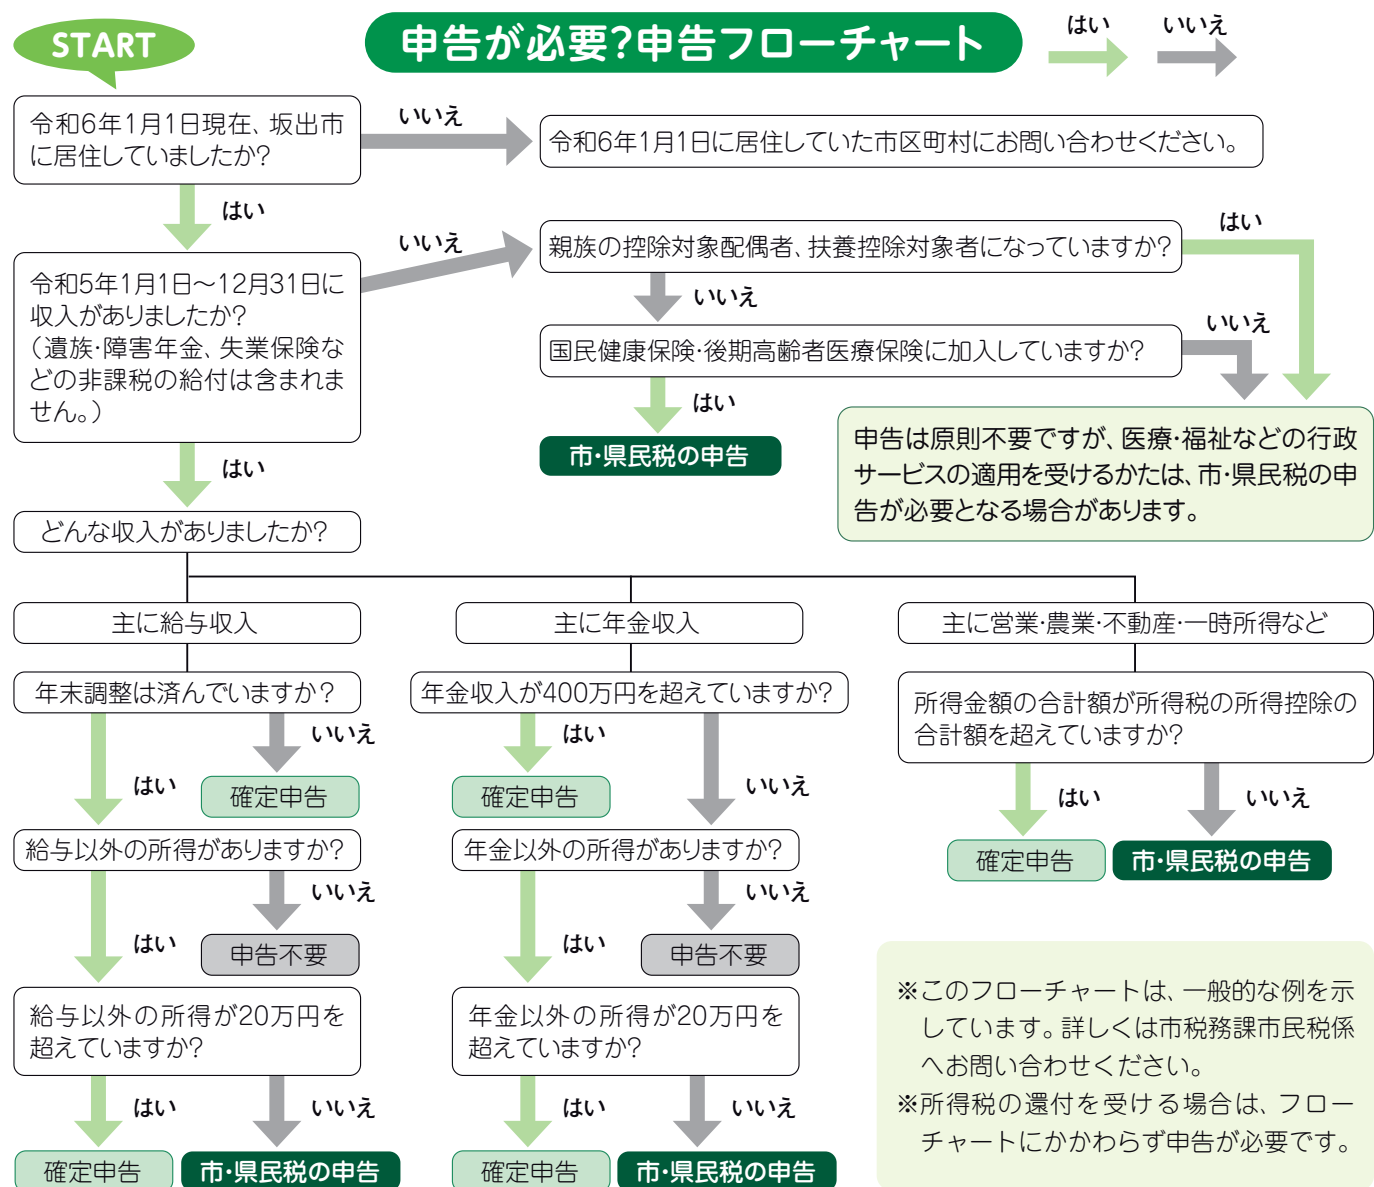 START
申告が必要?申告フローチャート
はい
いいえ
令和6年1月1日現在、坂出市
に居住していましたか?
いいえ
令和6年1月1日に居住していた市区町村にお問い合わせください。
はい
令和5年1月1日～12月31日に
収入がありましたか?
（遺族・障害年金、失業保険な
どの非課税の給付は含まれま
せん。）
いいえ
親族の控除対象配偶者、扶養控除対象者になっていますか?
はい
いいえ
国民健康保険・後期高齢者医療保険に加入していますか?
いいえ
はい
市・県民税の申告
申告は原則不要ですが、医療・福祉などの行政
サービスの適用を受けるかたは、市・県民税の申
告が必要となる場合があります。
はい
どんな収入がありましたか?
主に給与収入
年末調整は済んでいますか？
いいえ
確定申告
はい
給与以外の所得がありますか?
いいえ
申告不要
はい
給与以外の所得が20万円を
超えていますか?
はい
いいえ
確定申告
市・県民税の申告
主に年金収入
年金収入が400万円を超えていますか?
はい
確定申告
いいえ
年金以外の所得がありますか?
いいえ
申告不要
はい
年金以外の所得が20万円を
超えていますか?
はい
いいえ
確定申告
市・県民税の申告
主に営業・農業・不動産・一時所得など
所得金額の合計額が所得税の所得控除の
合計額を超えていますか?
はい
いいえ
確定申告
市・県民税の申告
※このフローチャートは、一般的な例を示
しています。詳しくは市税務課市民税係
へお問い合わせください。
※所得税の還付を受ける場合は、フロー
チャートにかかわらず申告が必要です。